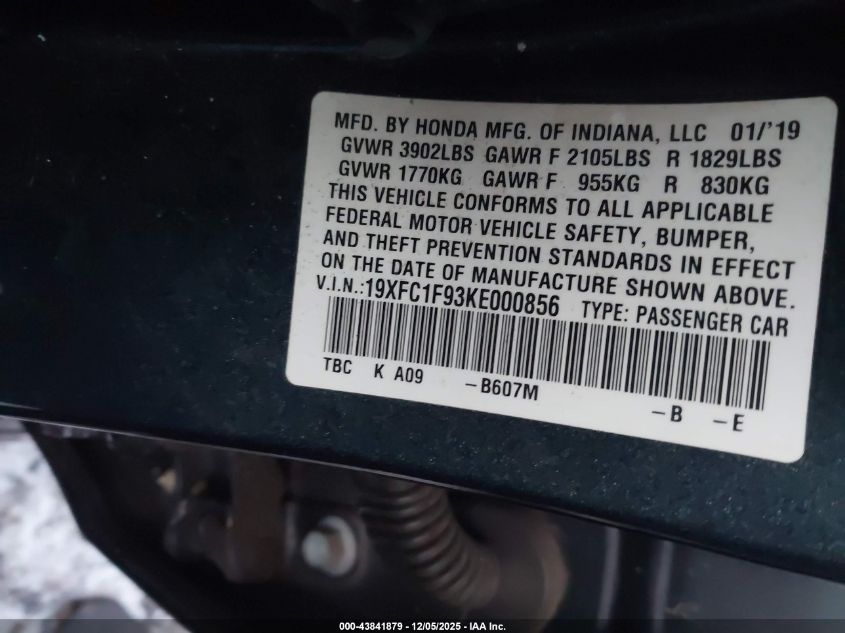 MFD. BY HONDA MFG. OF INDIANA, LLC 01/'19
GVWR 3902LBS GAWR F 2105LBS R 1829LBS
GVWR 1770KG GAWR F 955KG R 830KG
THIS VEHICLE CONFORMS TO ALL APPLICABLE
FEDERAL MOTOR VEHICLE SAFETY, BUMPER,
AND THEFT PREVENTION STANDARDS IN EFFECT
ON THE DATE OF MANUFACTURE SHOWN ABOVE.
V.I.N.:19XFC1F93KE000856 TYPE: PASSENGER CAR
TBC K A09 -B607M -B -E
000-43841879 - 12/05/2025 - IAA Inc.